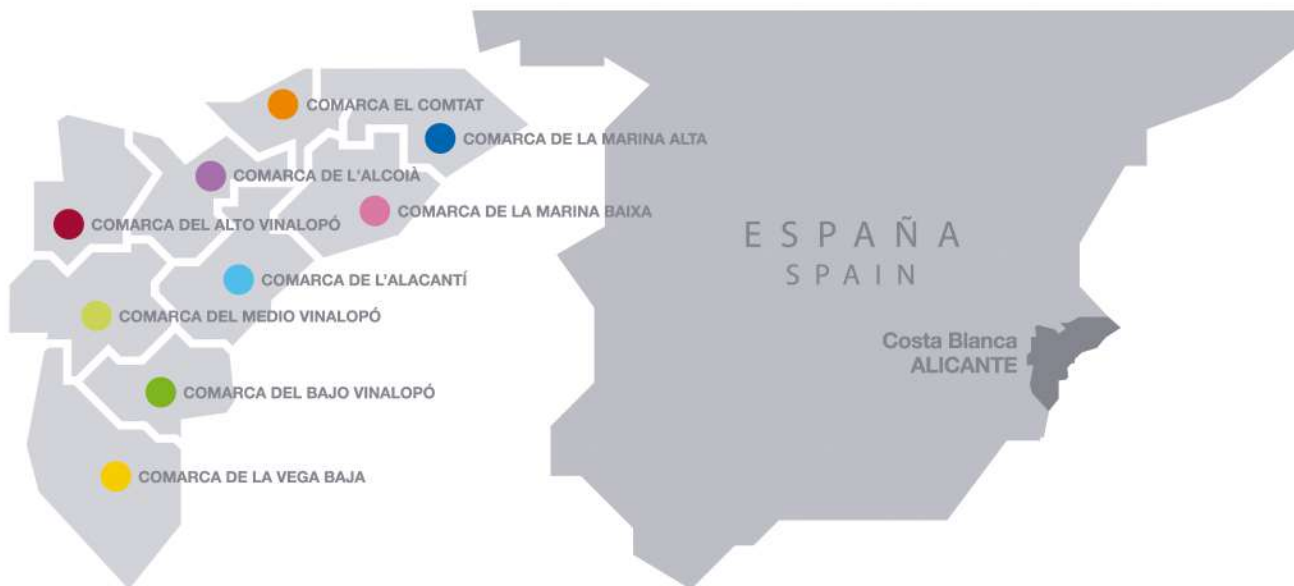 COMARCA EL COMTAT
COMARCA DE LA MARINA ALTA
COMARCA DE L'ALCOIÀ
COMARCA DE LA MARINA BAIXA
COMARCA DEL ALTO VINALOPÓ
COMARCA DE L'ALACANTÍ
COMARCA DEL MEDIO VINALOPÓ
COMARCA DEL BAJO VINALOPÓ
COMARCA DE LA VEGA BAJA
ESPAÑA
SPAIN
Costa Blanca
ALICANTE